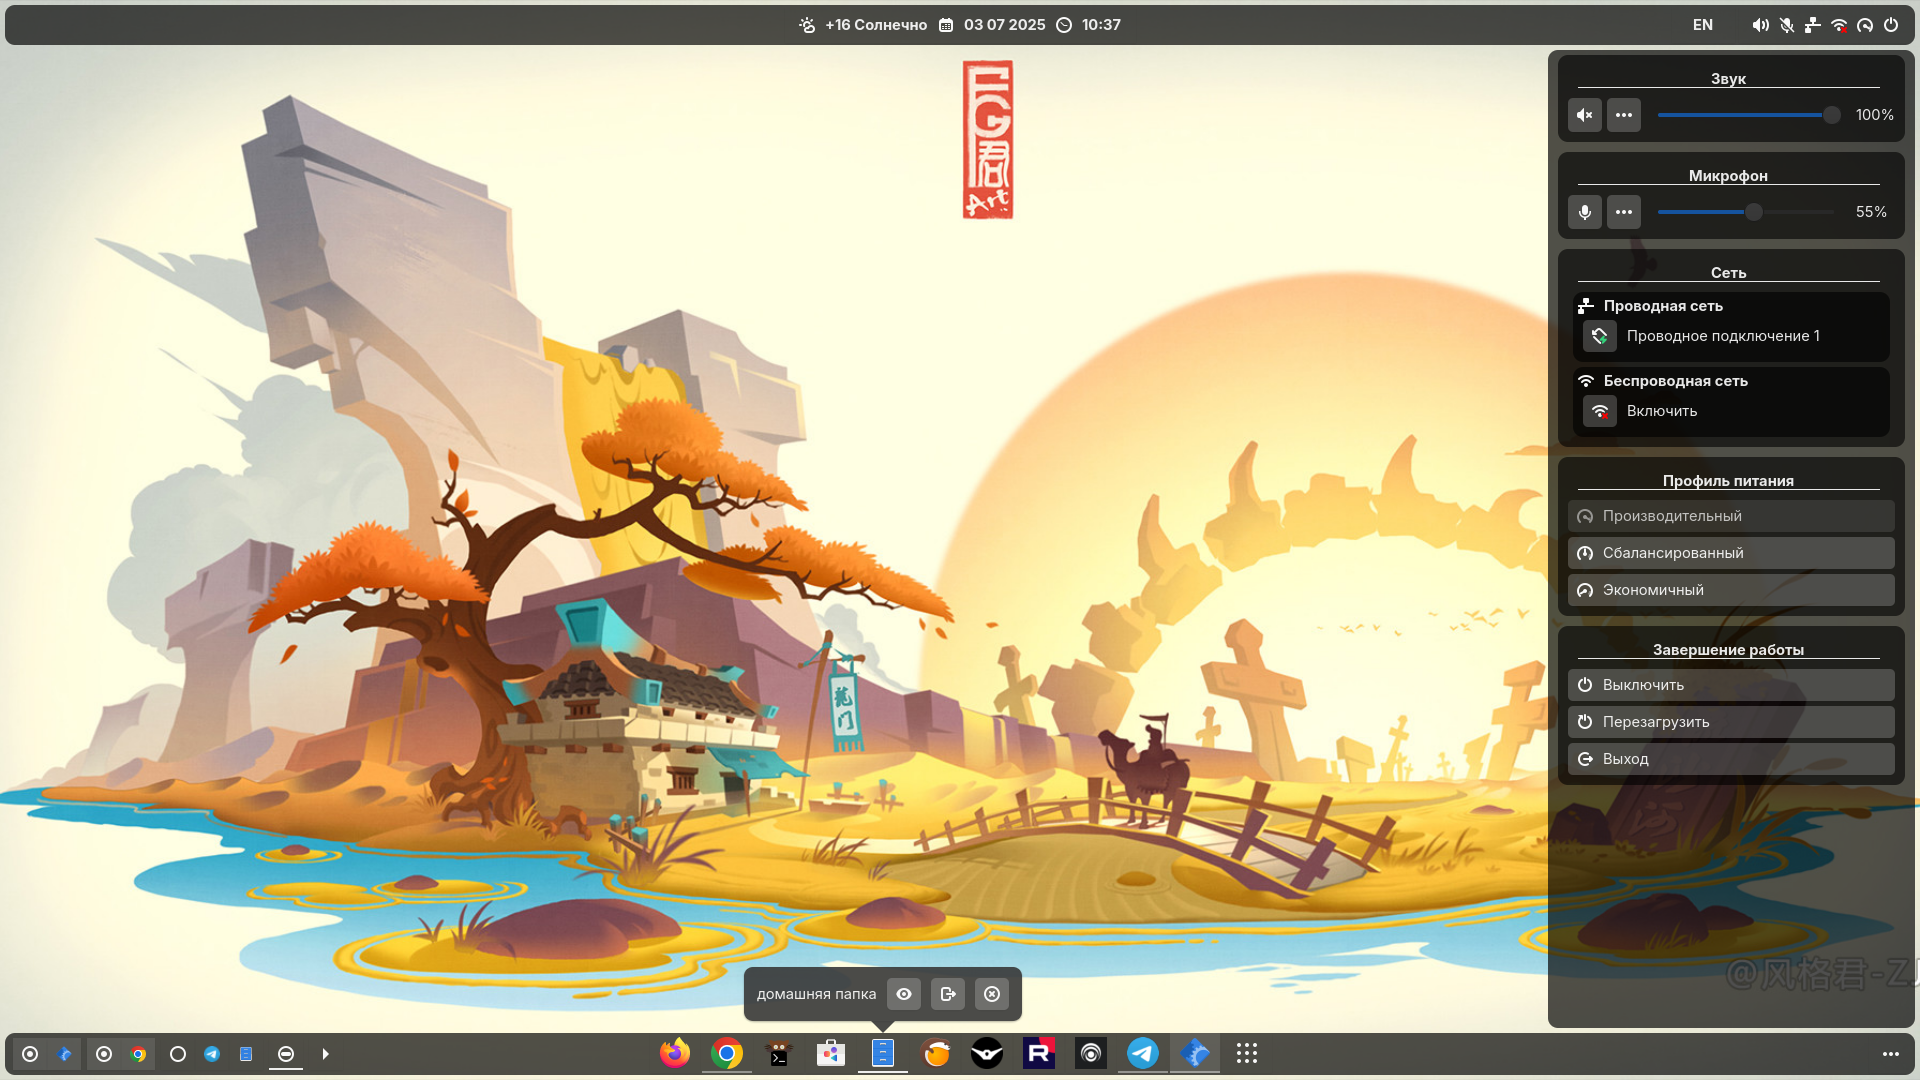 +16 Солнечно 03 07 2025 10:37
EN
FG君
Art
Звук
100%
Микрофон
55%
Сеть
Проводная сеть
Проводное подключение 1
Беспроводная сеть
Включить
Профиль питания
Производительный
Сбалансированный
Экономичный
Завершение работы
Выключить
Перезагрузить
Выход
龍门
@风格君-ZJ
домашняя папка